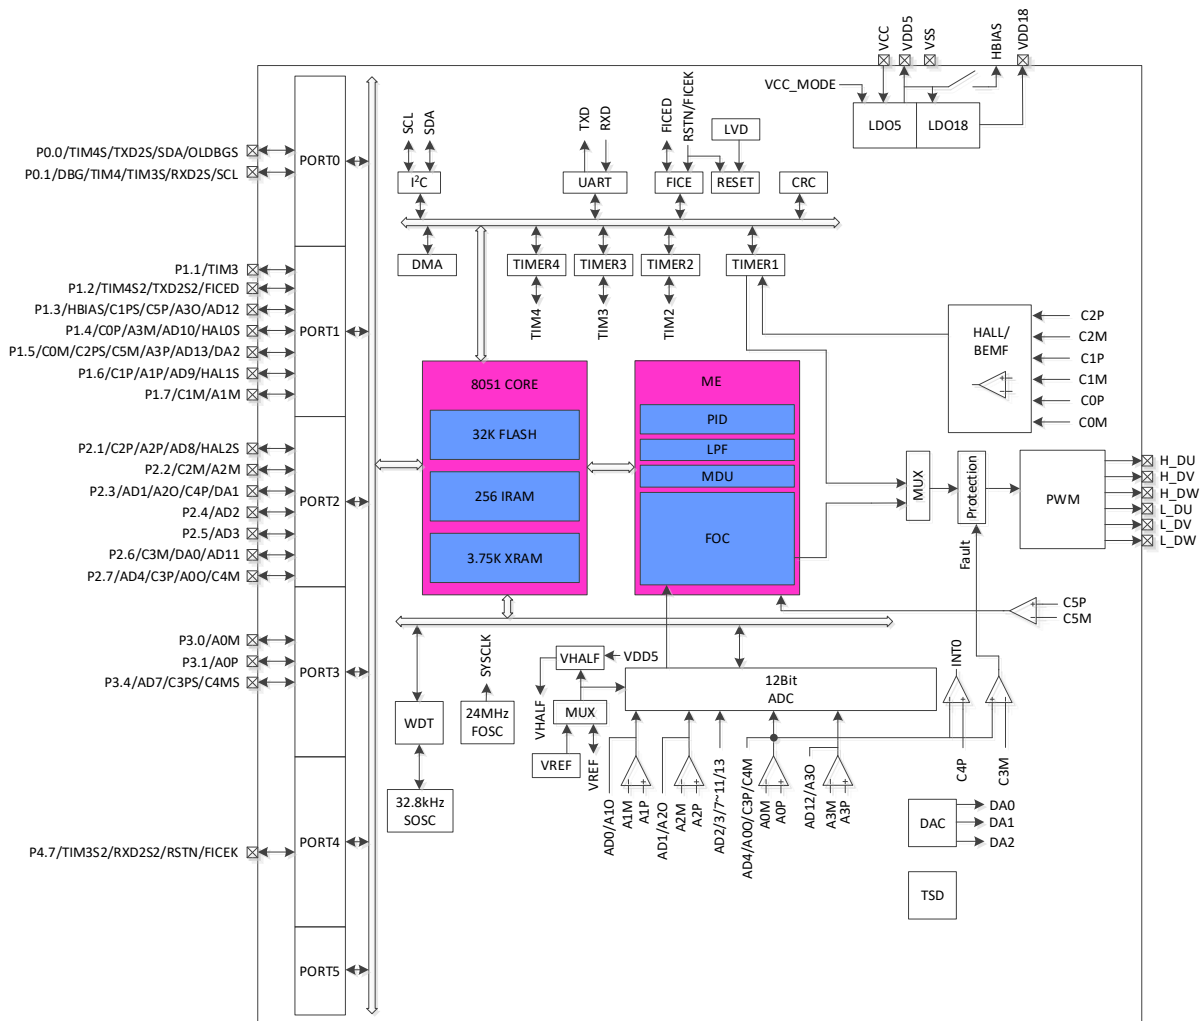 VCC
VDD5
VSS
HBIAS
VDD18
VCC_MODE
LDO5
LDO18
P0.0/TIM4S/TXD2S/SDA/OLDBGS
P0.1/DBG/TIM4/TIM3S/RXD2S/SCL
PORT0
SCL
SDA
TXD
RXD
FICED
RSTN/FICEK
LVD
I²C
UART
FICE
RESET
CRC
DMA
TIMER4
TIMER3
TIMER2
TIMER1
TIM4
TIM3
TIM2
P1.1/TIM3
P1.2/TIM4S2/TXD2S2/FICED
P1.3/HBIAS/C1PS/C5P/A3O/AD12
P1.4/C0P/A3M/AD10/HAL0S
P1.5/C0M/C2PS/C5M/A3P/AD13/DA2
P1.6/C1P/A1P/AD9/HAL1S
P1.7/C1M/A1M
PORT1
HALL/
BEMF
C2P
C2M
C1P
C1M
C0P
C0M
8051 CORE
32K FLASH
256 IRAM
3.75K XRAM
ME
PID
LPF
MDU
FOC
P2.1/C2P/A2P/AD8/HAL2S
P2.2/C2M/A2M
P2.3/AD1/A2O/C4P/DA1
P2.4/AD2
P2.5/AD3
P2.6/C3M/DA0/AD11
P2.7/AD4/C3P/A0O/C4M
PORT2
MUX
Protection
Fault
PWM
H_DU
H_DV
H_DW
L_DU
L_DV
L_DW
C5P
C5M
P3.0/A0M
P3.1/A0P
P3.4/AD7/C3PS/C4MS
PORT3
WDT
SYSCLK
24MHz
FOSC
32.8kHz
SOSC
VHALF
VDD5
VHALF
MUX
VREF
VREF
12Bit
ADC
INT0
AD0/A1O
A1M
A1P
AD1/A2O
A2M
A2P
AD2/3/7~11/13
AD4/A0O/C3P/C4M
A0M
A0P
AD12/A3O
A3M
A3P
C4P
C3M
DAC
DA0
DA1
DA2
TSD
P4.7/TIM3S2/RXD2S2/RSTN/FICEK
PORT4
PORT5